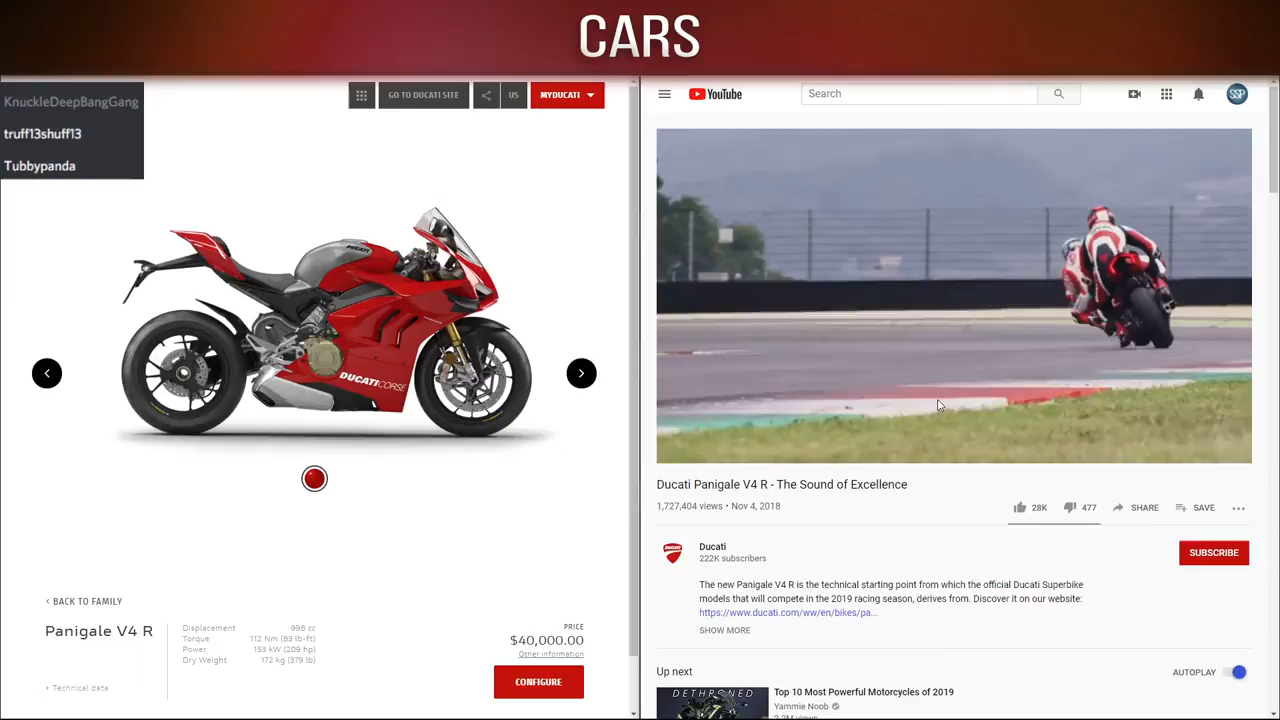 CARS
KnuckleDeepBangGang
truff13shuff13
Tubbypanda
GO TO DUCATI SITE
US
MYDUCATI
DUCATI
DUCATICORSE
‹ BACK TO FAMILY
Panigale V4 R
› Technical data
Displacement 998 cc
Torque 112 Nm (83 lb-ft)
Power 153 kW (209 hp)
Dry Weight 172 kg (379 lb)
PRICE
$40,000.00
Other information
CONFIGURE
YouTube
Search
SSP
Ducati Panigale V4 R - The Sound of Excellence
1,727,404 views • Nov 4, 2018
28K
477
SHARE
SAVE
Ducati
222K subscribers
SUBSCRIBE
The new Panigale V4 R is the technical starting point from which the official Ducati Superbike
models that will compete in the 2019 racing season, derives from. Discover it on our website:
https://www.ducati.com/ww/en/bikes/pa...
SHOW MORE
Up next
AUTOPLAY
DETHRONED
Top 10 Most Powerful Motorcycles of 2019
Yammie Noob
2.2M views